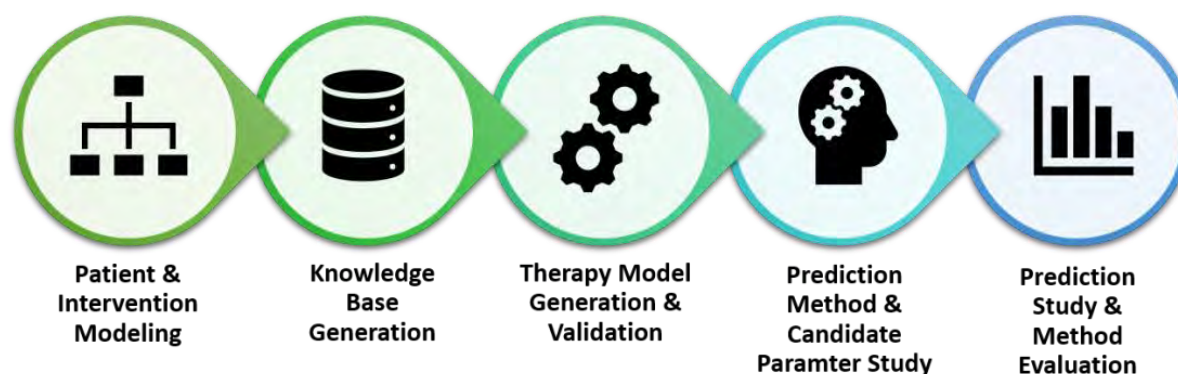 Patient &
Intervention
Modeling
Knowledge
Base
Generation
Therapy Model
Generation &
Validation
Prediction
Method &
Candidate
Paramter Study
Prediction
Study &
Method
Evaluation